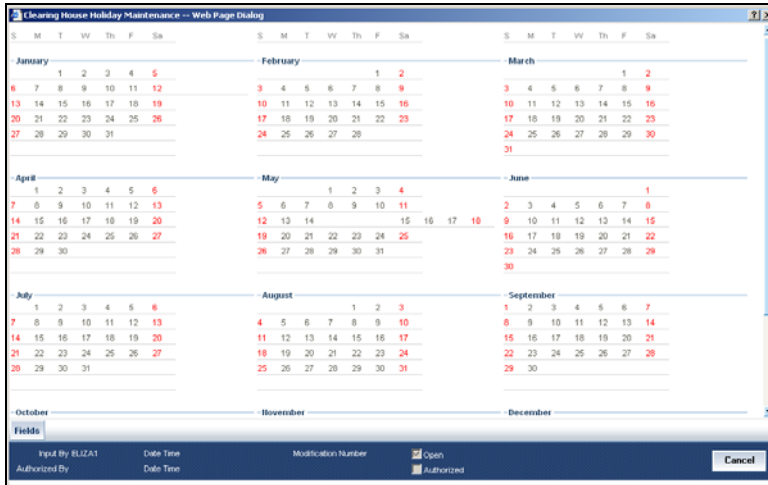 Clearing House Holiday Maintenance -- Web Page Dialog
S M T W Th F Sa S M T W Th F Sa S M T W Th F Sa
January February March
1 2 3 4 5 1 2 1 2
6 7 8 9 10 11 12 3 4 5 6 7 8 9 3 4 5 6 7 8 9
13 14 15 16 17 18 19 10 11 12 13 14 15 16 10 11 12 13 14 15 16
20 21 22 23 24 25 26 17 18 19 20 21 22 23 17 18 19 20 21 22 23
27 28 29 30 31 24 25 26 27 28 24 25 26 27 28 29 30
31
April May June
1 2 3 4 5 6 1 2 3 4 1
7 8 9 10 11 12 13 5 6 7 8 9 10 11 2 3 4 5 6 7 8
14 15 16 17 18 19 20 12 13 14 15 16 17 18 9 10 11 12 13 14 15
21 22 23 24 25 26 27 19 20 21 22 23 24 25 16 17 18 19 20 21 22
28 29 30 26 27 28 29 30 31 23 24 25 26 27 28 29
30
July August September
1 2 3 4 5 6 1 2 3 1 2 3 4 5 6 7
7 8 9 10 11 12 13 4 5 6 7 8 9 10 8 9 10 11 12 13 14
14 15 16 17 18 19 20 11 12 13 14 15 16 17 15 16 17 18 19 20 21
21 22 23 24 25 26 27 18 19 20 21 22 23 24 22 23 24 25 26 27 28
28 29 30 31 25 26 27 28 29 30 31 29 30
October November December
Fields
Input By ELIZA1 Date Time Modification Number Open
Authorized By Date Time Authorized
Cancel